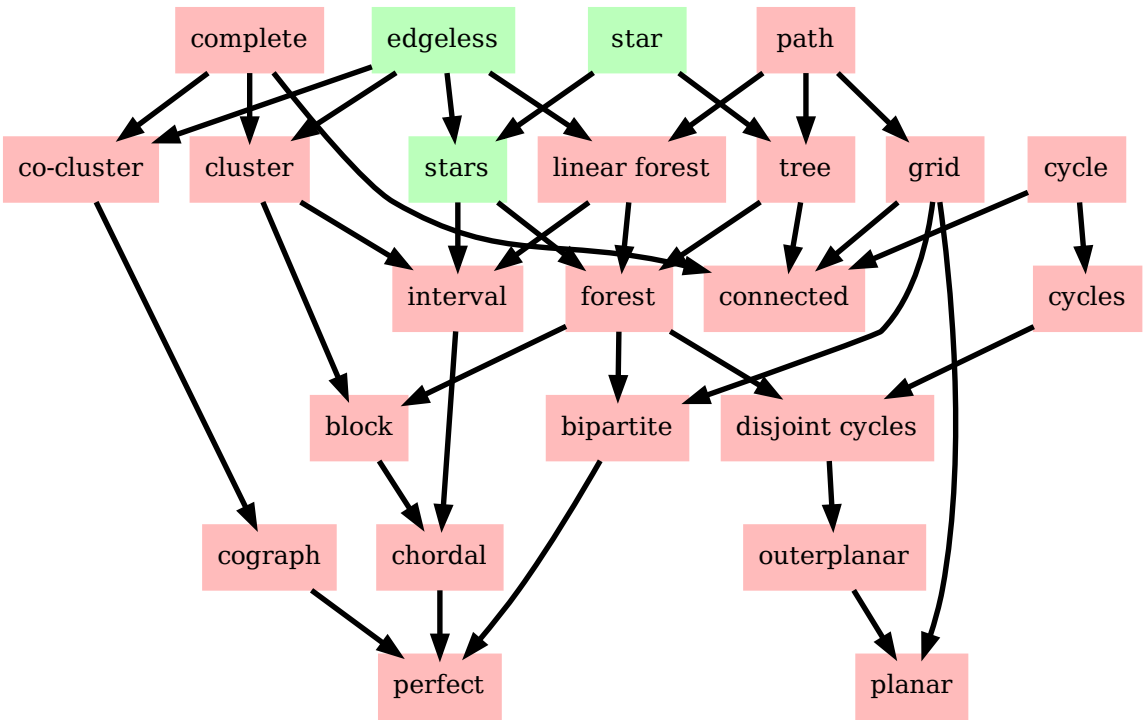 complete
edgeless
star
path
co-cluster
cluster
stars
linear forest
tree
grid
cycle
interval
forest
connected
cycles
block
bipartite
disjoint cycles
cograph
chordal
outerplanar
perfect
planar